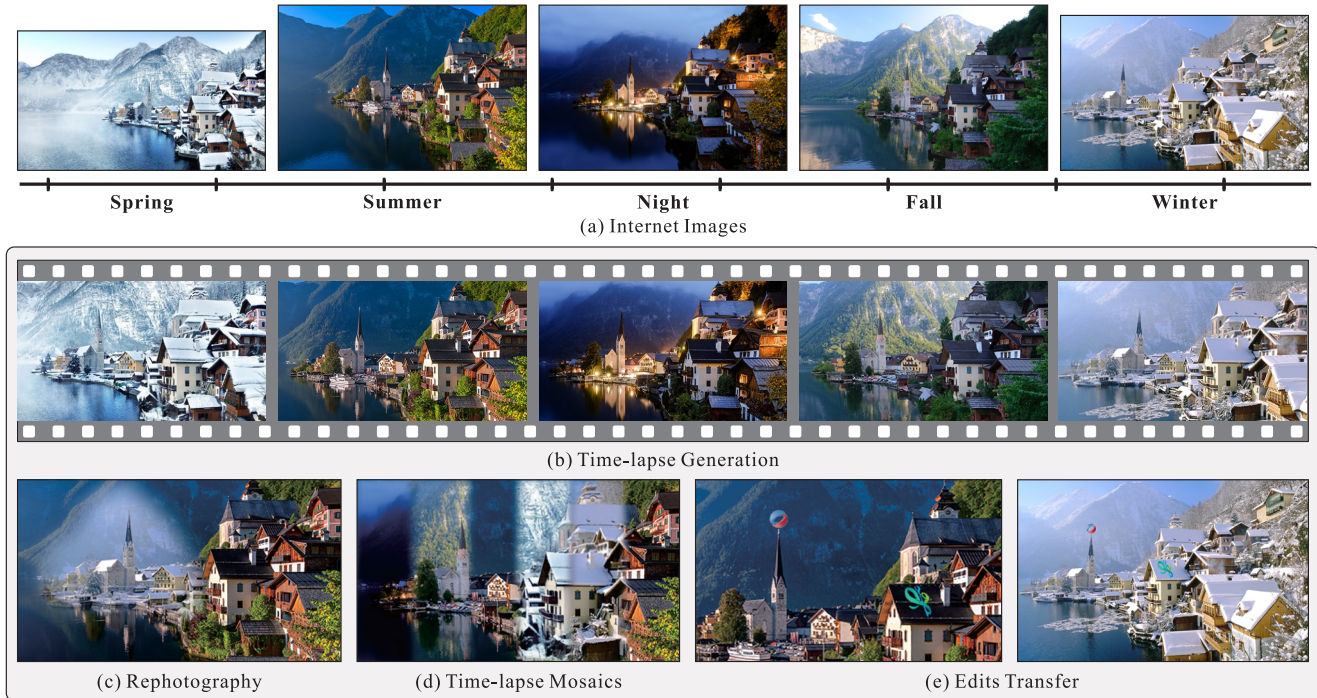 Spring Summer Night Fall Winter
(a) Internet Images
(b) Time-lapse Generation
(c) Rephotography (d) Time-lapse Mosaics (e) Edits Transfer